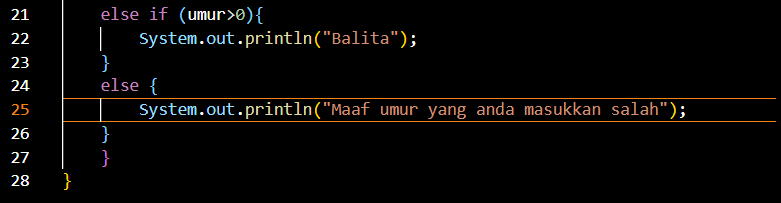 21 else if (umur>0){
22 System.out.println("Balita");
23 }
24 else {
25 System.out.println("Maaf umur yang anda masukkan salah");
26 }
27 }
28 }